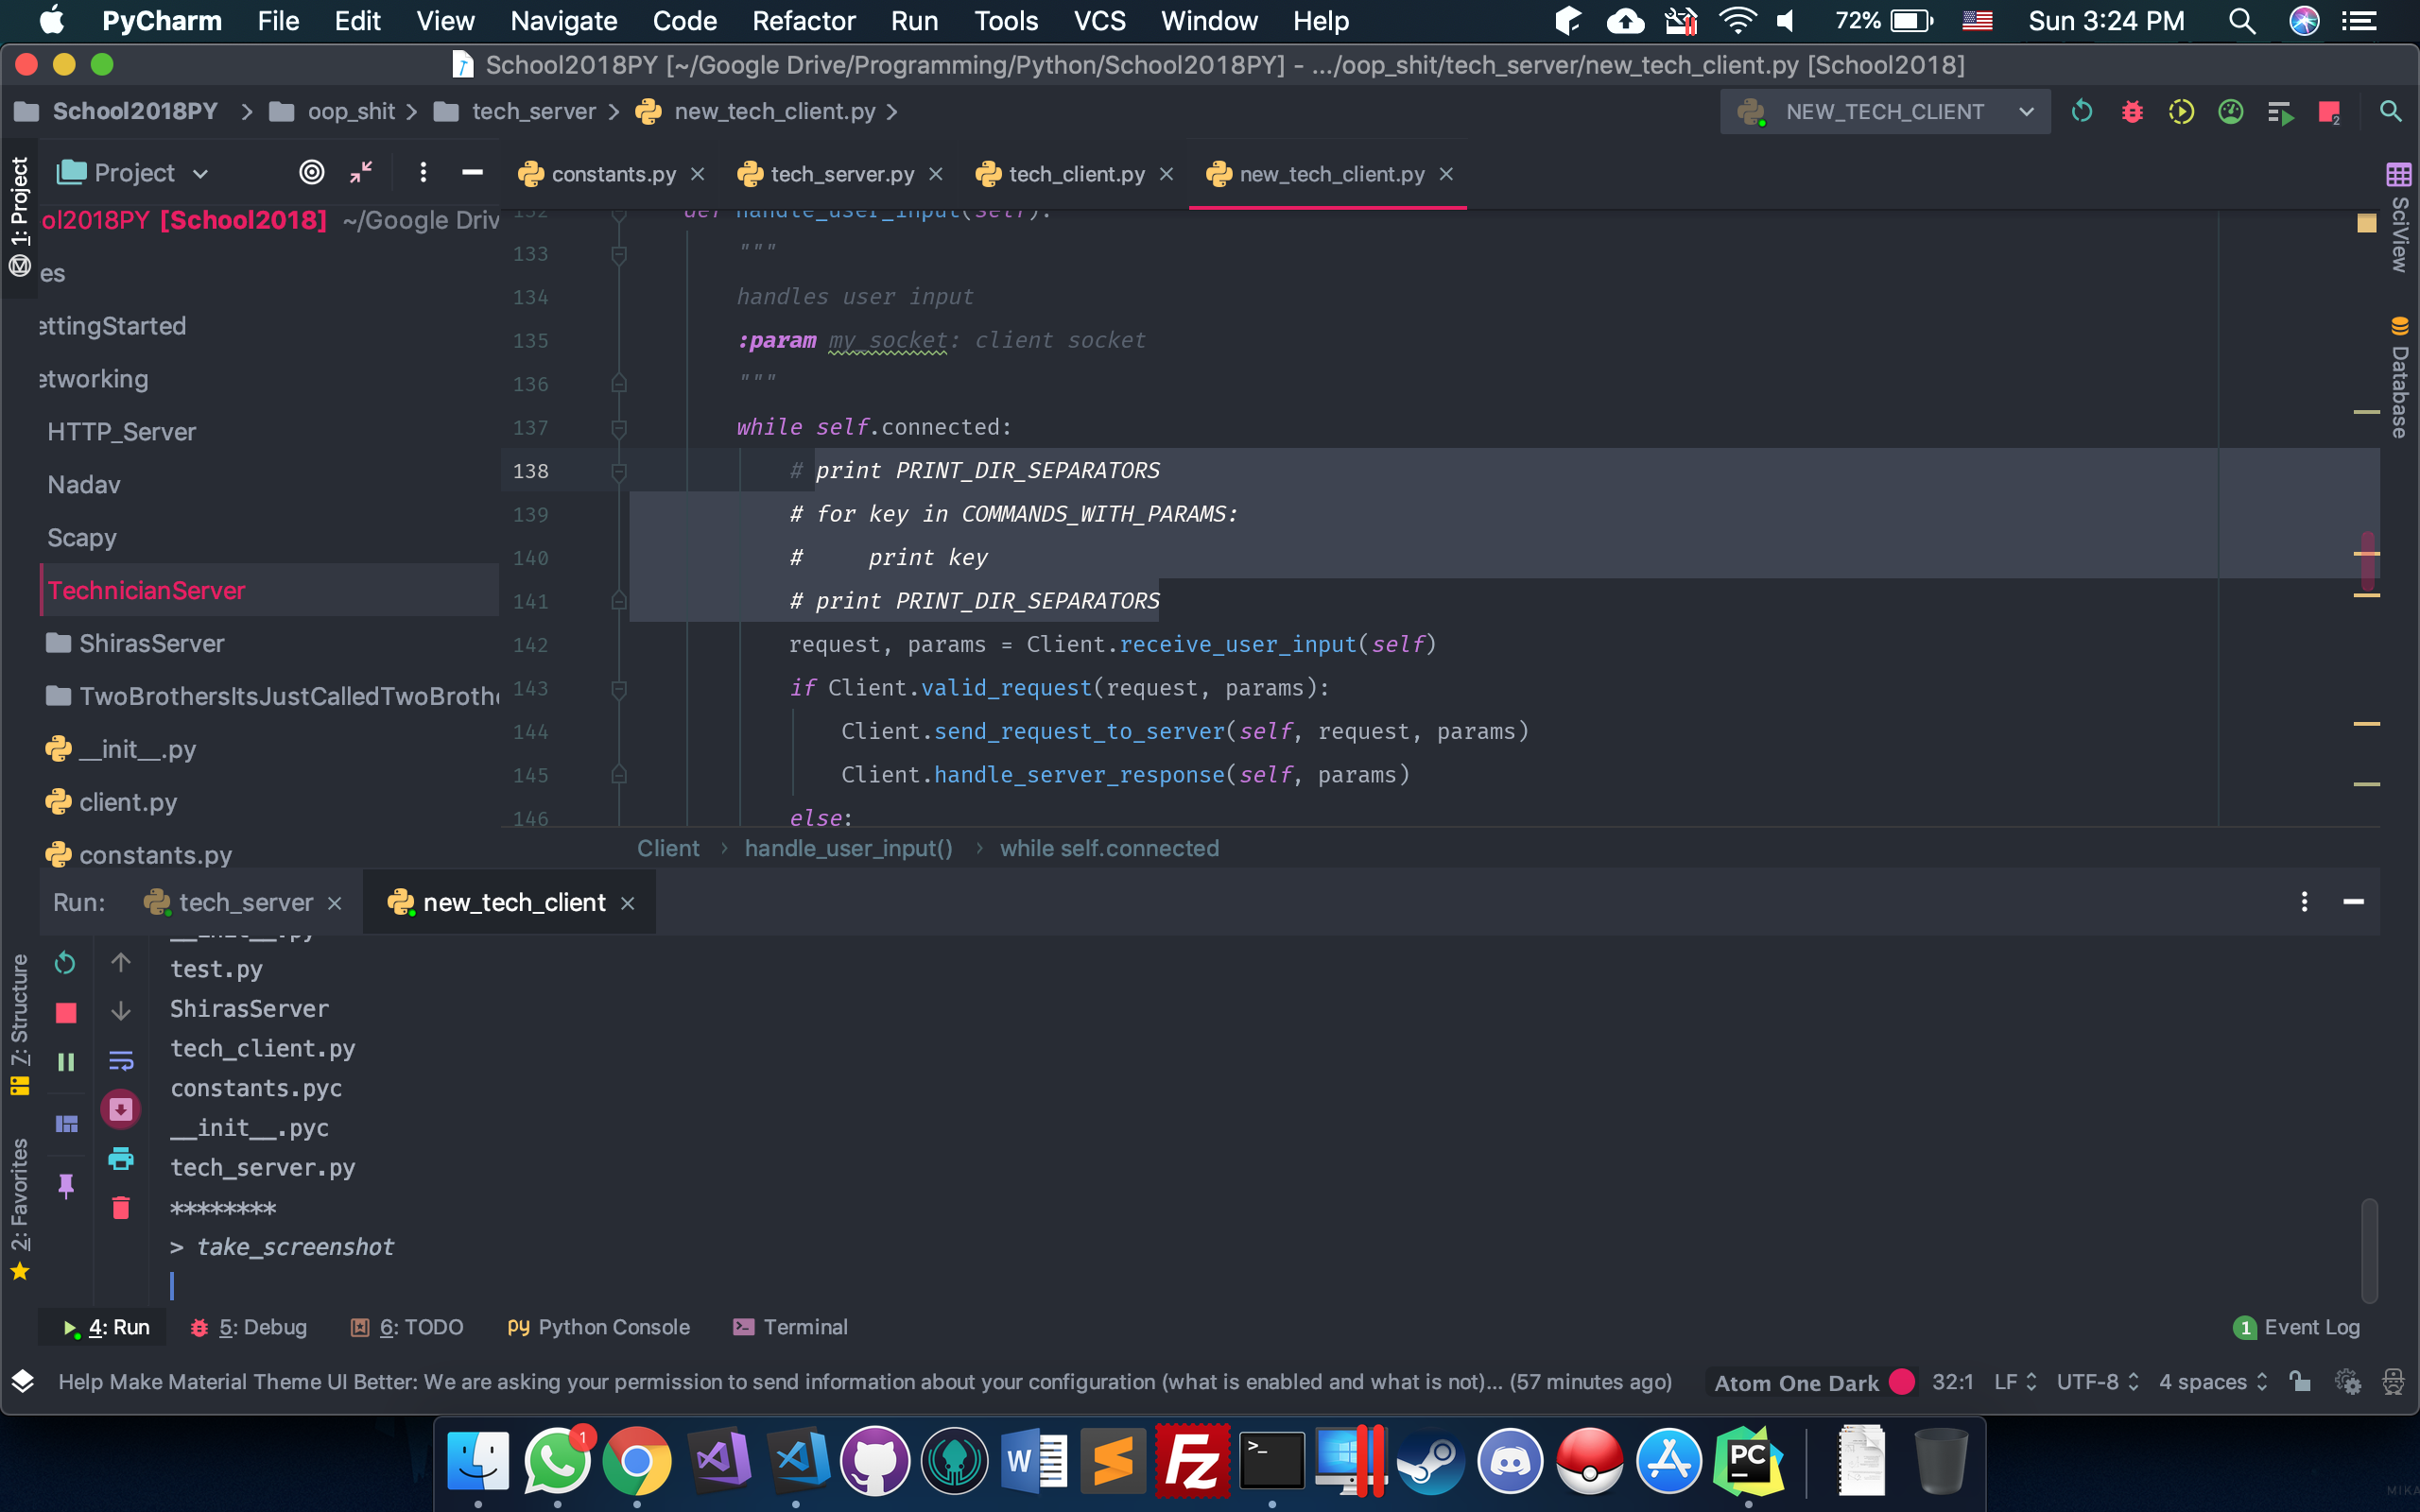 PyCharm File Edit View Navigate Code Refactor Run Tools VCS Window Help 72% Sun 3:24 PM
School2018PY [~/Google Drive/Programming/Python/School2018PY] - .../oop_shit/tech_server/new_tech_client.py [School2018]
School2018PY oop_shit tech_server new_tech_client.py NEW_TECH_CLIENT 2
1: Project
Project
constants.py tech_server.py tech_client.py new_tech_client.py
ol2018PY [School2018] ~/Google Driv
es
ettingStarted
etworking
HTTP_Server
Nadav
Scapy
TechnicianServer
ShirasServer
TwoBrothersItsJustCalledTwoBrothe
__init__.py
client.py
constants.py
132 def handle_user_input(self):
133 """
134 handles user input
135 :param my_socket: client socket
136 """
137 while self.connected:
138 # print PRINT_DIR_SEPARATORS
139 # for key in COMMANDS_WITH_PARAMS:
140 #     print key
141 # print PRINT_DIR_SEPARATORS
142 request, params = Client.receive_user_input(self)
143 if Client.valid_request(request, params):
144 Client.send_request_to_server(self, request, params)
145 Client.handle_server_response(self, params)
146 else:
Client > handle_user_input() > while self.connected
SciView
Database
Run: tech_server new_tech_client
7: Structure
2: Favorites
__init__.py
test.py
ShirasServer
tech_client.py
constants.pyc
__init__.pyc
tech_server.py
********
> take_screenshot
4: Run 5: Debug 6: TODO Python Console Terminal 1 Event Log
Help Make Material Theme UI Better: We are asking your permission to send information about your configuration (what is enabled and what is not)... (57 minutes ago) Atom One Dark 32:1 LF UTF-8 4 spaces
1
W
Fz
>_
PC